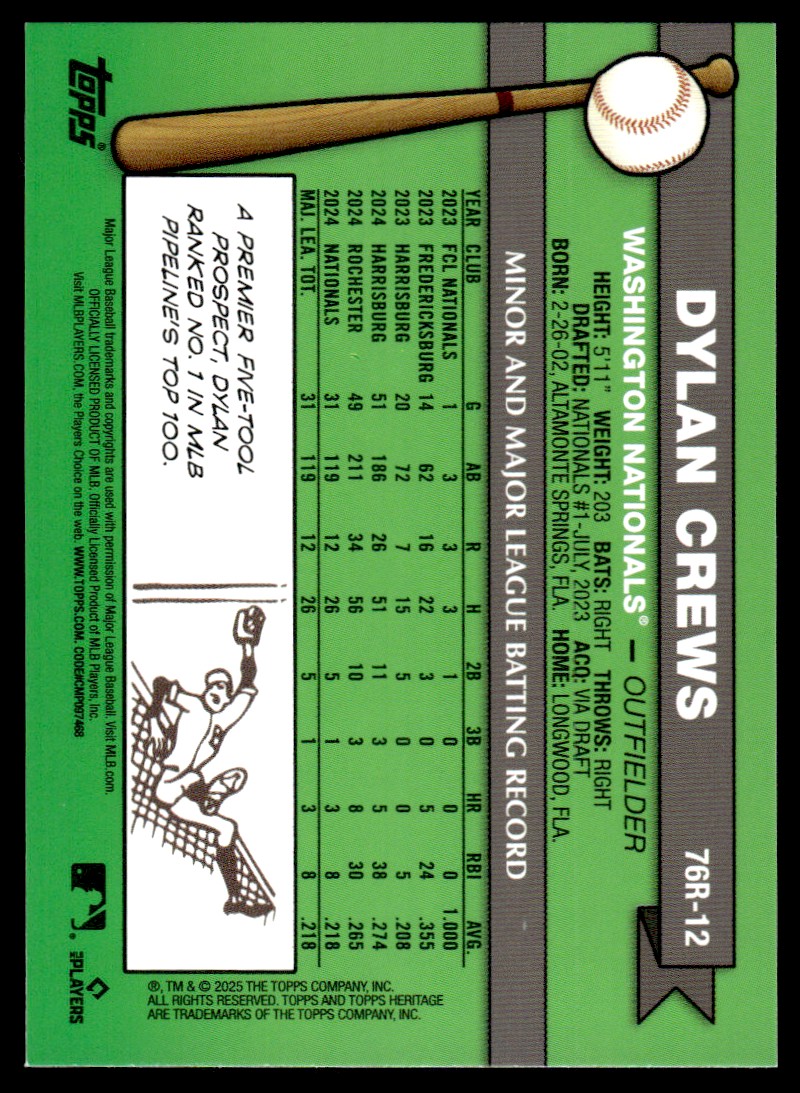 DYLAN CREWS 76R-12
WASHINGTON NATIONALS® — OUTFIELDER
HEIGHT: 5'11" WEIGHT: 203 BATS: RIGHT THROWS: RIGHT
DRAFTED: NATIONALS #1-JULY, 2023 ACQ: VIA DRAFT
BORN: 2-26-02, ALTAMONTE SPRINGS, FLA. HOME: LONGWOOD, FLA.
MINOR AND MAJOR LEAGUE BATTING RECORD
YEAR CLUB G AB R H 2B 3B HR RBI AVG.
2023 FCL NATIONALS 1 3 3 3 1 0 0 0 1.000
2023 FREDERICKSBURG 14 62 16 22 3 0 5 24 .355
2023 HARRISBURG 20 72 7 15 5 0 0 5 .208
2024 HARRISBURG 51 186 26 51 11 3 5 38 .274
2024 ROCHESTER 49 211 34 56 10 3 8 30 .265
2024 NATIONALS 31 119 12 26 5 1 3 8 .218
MAJ. LEA. TOT. 31 119 12 26 5 1 3 8 .218
A PREMIER FIVE-TOOL
PROSPECT, DYLAN
RANKED NO. 1 IN MLB
PIPELINE'S TOP 100.
topps®
Major League Baseball trademarks and copyrights are used with permission of Major League Baseball. Visit MLB.com.
OFFICIALLY LICENSED PRODUCT OF MLB. Officially Licensed Product of MLB Players, Inc.
Visit MLBPLAYERS.COM, the Players Choice on the web. WWW.TOPPS.COM. CODE#CMP097468
MLB PLAYERS
®, TM & © 2025 THE TOPPS COMPANY, INC.
ALL RIGHTS RESERVED. TOPPS AND TOPPS HERITAGE
ARE TRADEMARKS OF THE TOPPS COMPANY, INC.